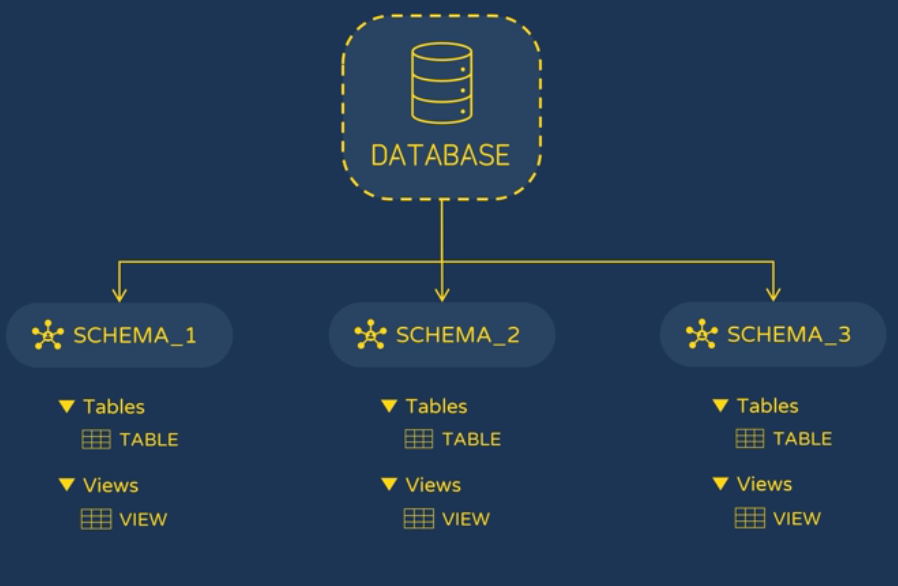 DATABASE
SCHEMA_1
Tables
TABLE
Views
VIEW
SCHEMA_2
Tables
TABLE
Views
VIEW
SCHEMA_3
Tables
TABLE
Views
VIEW